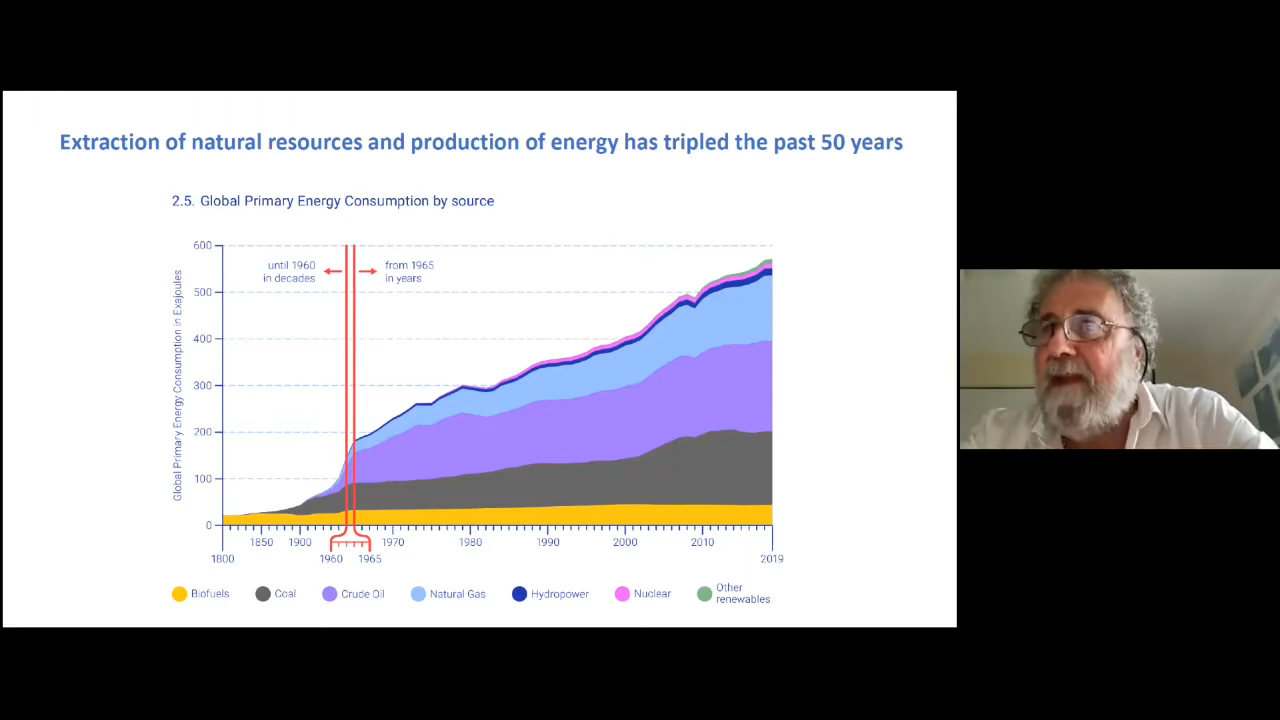 Extraction of natural resources and production of energy has tripled the past 50 years
2.5. Global Primary Energy Consumption by source
Global Primary Energy Consumption in Exajoules
600
500
400
300
200
100
0
until 1960
in decades
from 1965
in years
1800
1850
1900
1960
1965
1970
1980
1990
2000
2010
2019
Biofuels
Coal
Crude Oil
Natural Gas
Hydropower
Nuclear
Other
renewables